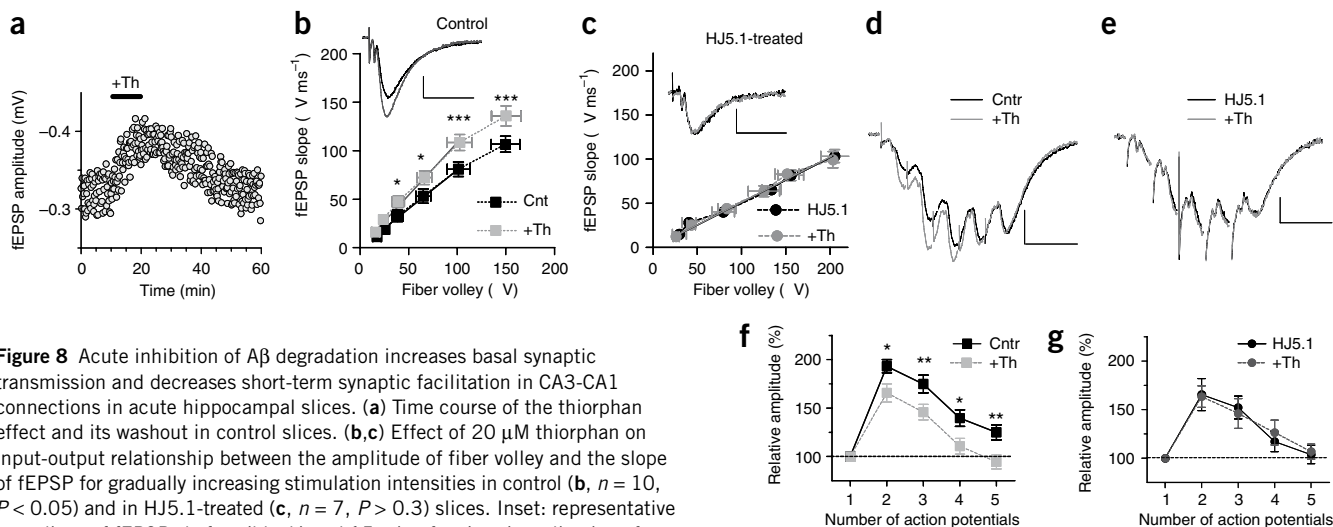 a
+Th
fEPSP amplitude (mV)
–0.4
–0.3
0 20 40 60
Time (min)
b
Control
fEPSP slope ( V ms⁻¹)
200
150
100
50
0
***
***
*
*
Cnt
+Th
0 50 100 150 200
Fiber volley ( V)
c
HJ5.1-treated
fEPSP slope ( V ms⁻¹)
200
150
100
50
0
HJ5.1
+Th
0 50 100 150 200
Fiber volley ( V)
d
Cntr
+Th
e
HJ5.1
+Th
f
Relative amplitude (%)
200
150
100
*
**
*
**
Cntr
+Th
1 2 3 4 5
Number of action potentials
g
Relative amplitude (%)
200
150
100
HJ5.1
+Th
1 2 3 4 5
Number of action potentials
Figure 8 Acute inhibition of Aβ degradation increases basal synaptic
transmission and decreases short-term synaptic facilitation in CA3-CA1
connections in acute hippocampal slices. (a) Time course of the thiorphan
effect and its washout in control slices. (b,c) Effect of 20 μM thiorphan on
input-output relationship between the amplitude of fiber volley and the slope
of fEPSP for gradually increasing stimulation intensities in control (b, n = 10,
P < 0.05) and in HJ5.1-treated (c, n = 7, P > 0.3) slices. Inset: representative